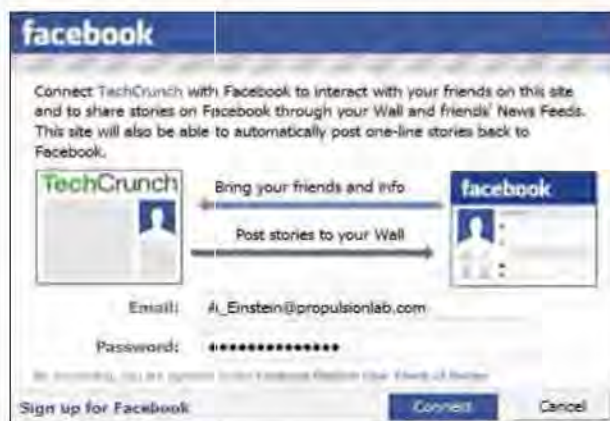 facebook
Connect TechCrunch with Facebook to interact with your friends on this site
and to share stories on Facebook through your Wall and friends' News Feeds.
This site will also be able to automatically post one-line stories back to
Facebook.
TechCrunch
Bring your friends and info
facebook
Post stories to your Wall
Email: A_Einstein@propulsionlab.com
Password: ••••••••••••••
you are
Sign up for Facebook Connect Cancel